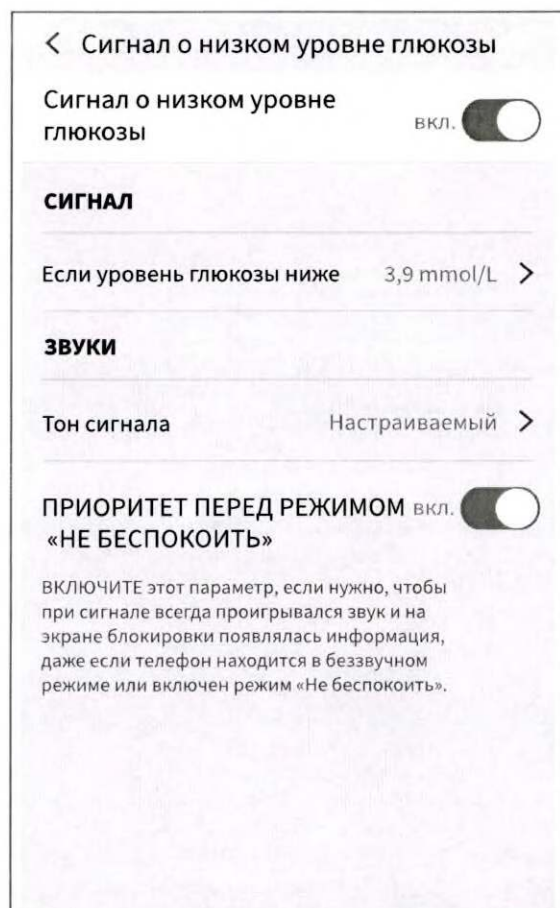 < Сигнал о низком уровне глюкозы
Сигнал о низком уровне
глюкозы
вкл.
СИГНАЛ
Если уровень глюкозы ниже 3,9 mmol/L >
ЗВУКИ
Тон сигнала Настраиваемый >
ПРИОРИТЕТ ПЕРЕД РЕЖИМОМ вкл.
«НЕ БЕСПОКОИТЬ»
ВКЛЮЧИТЕ этот параметр, если нужно, чтобы
при сигнале всегда проигрывался звук и на
экране блокировки появлялась информация,
даже если телефон находится в беззвучном
режиме или включен режим «Не беспокоить».